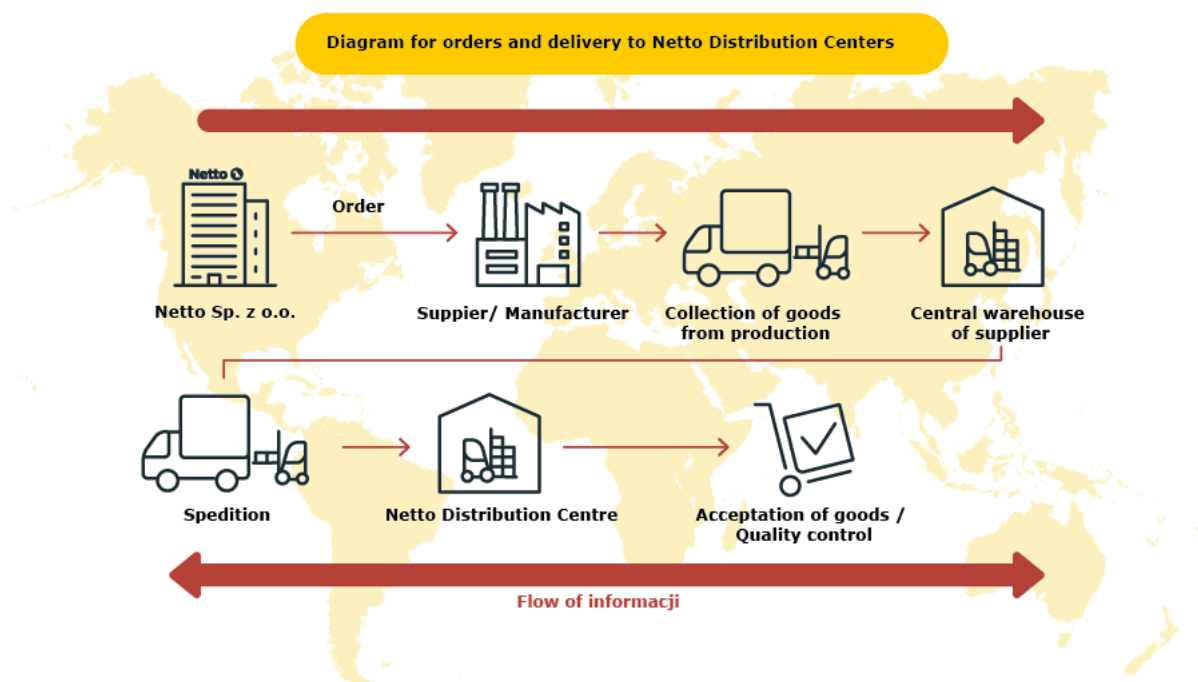 Diagram for orders and delivery to Netto Distribution Centers
Netto
Order
Netto Sp. z o.o.
Suppier/ Manufacturer
Collection of goods
from production
Central warehouse
of supplier
Spedition
Netto Distribution Centre
Acceptation of goods /
Quality control
Flow of informacji